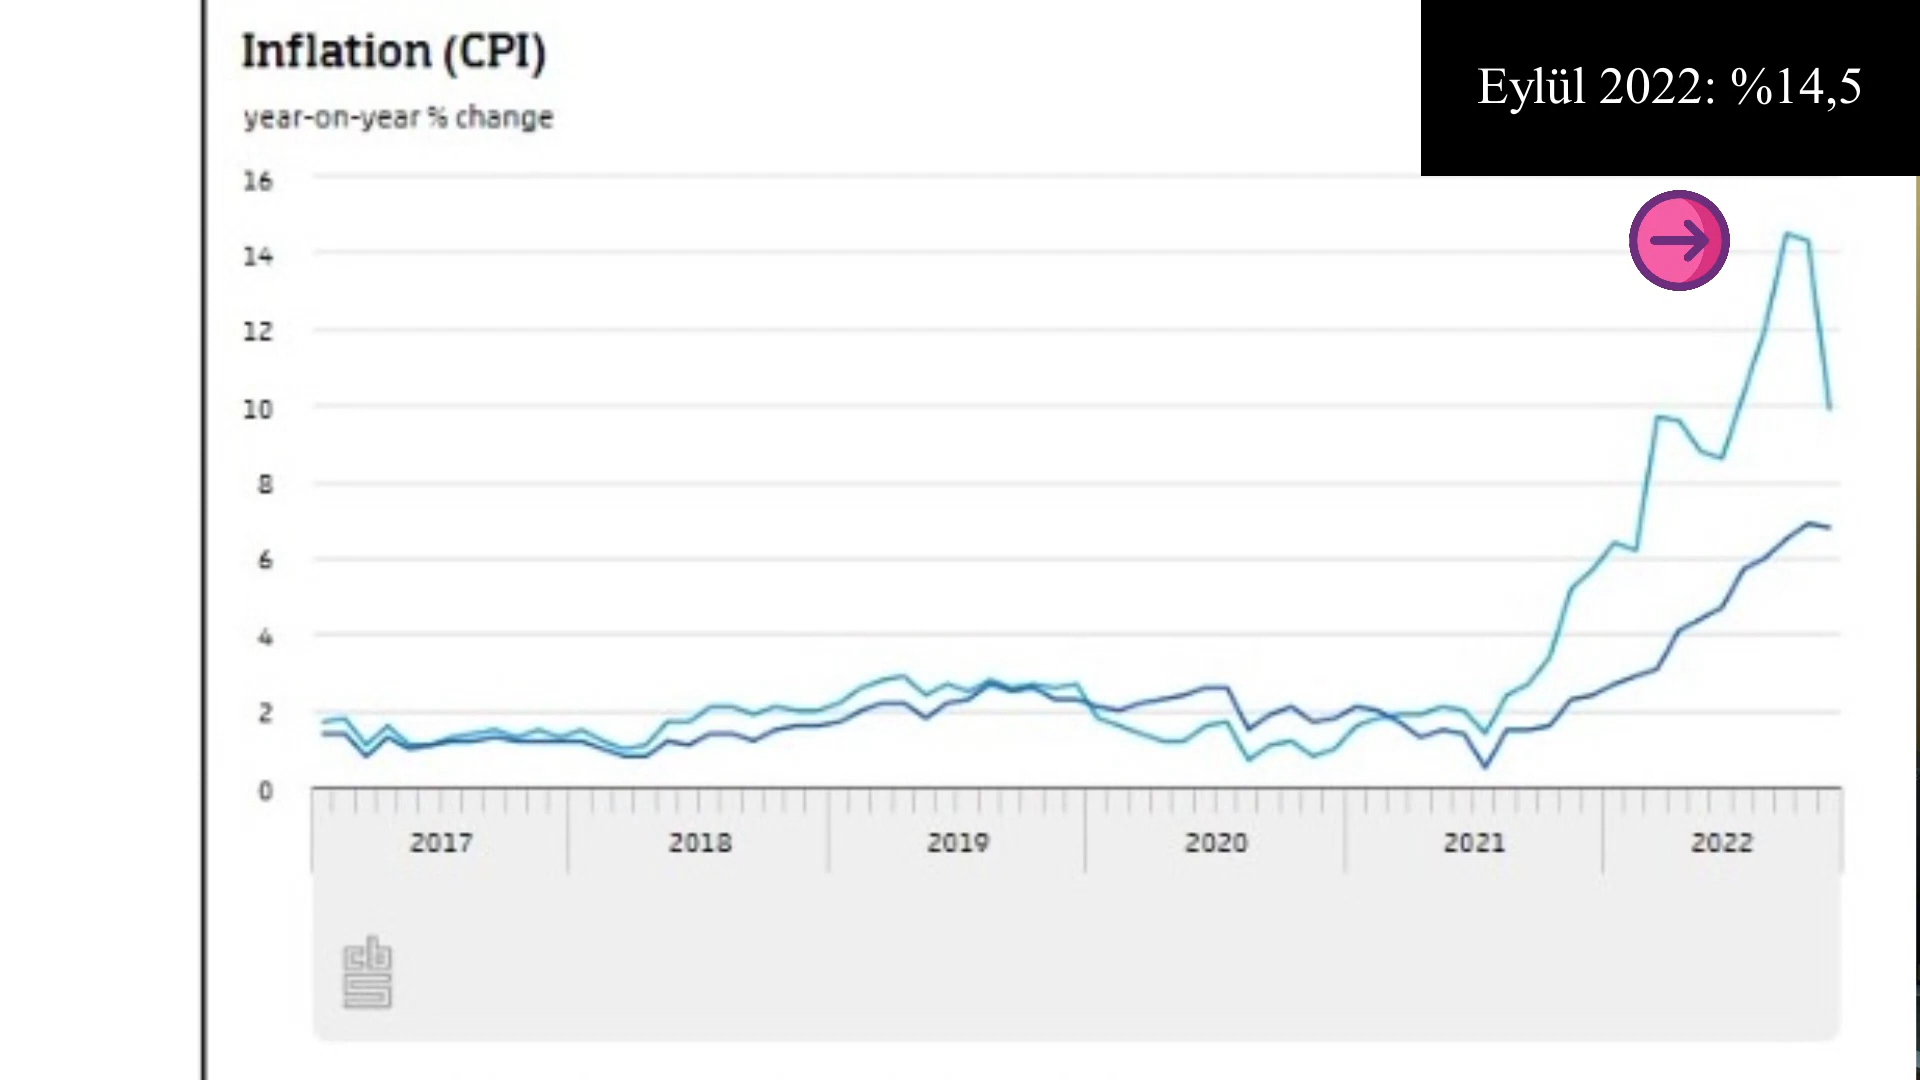 Inflation (CPI)
year-on-year % change
Eylül 2022: %14,5
16
14
12
10
8
6
4
2
0
2017 2018 2019 2020 2021 2022
cbs